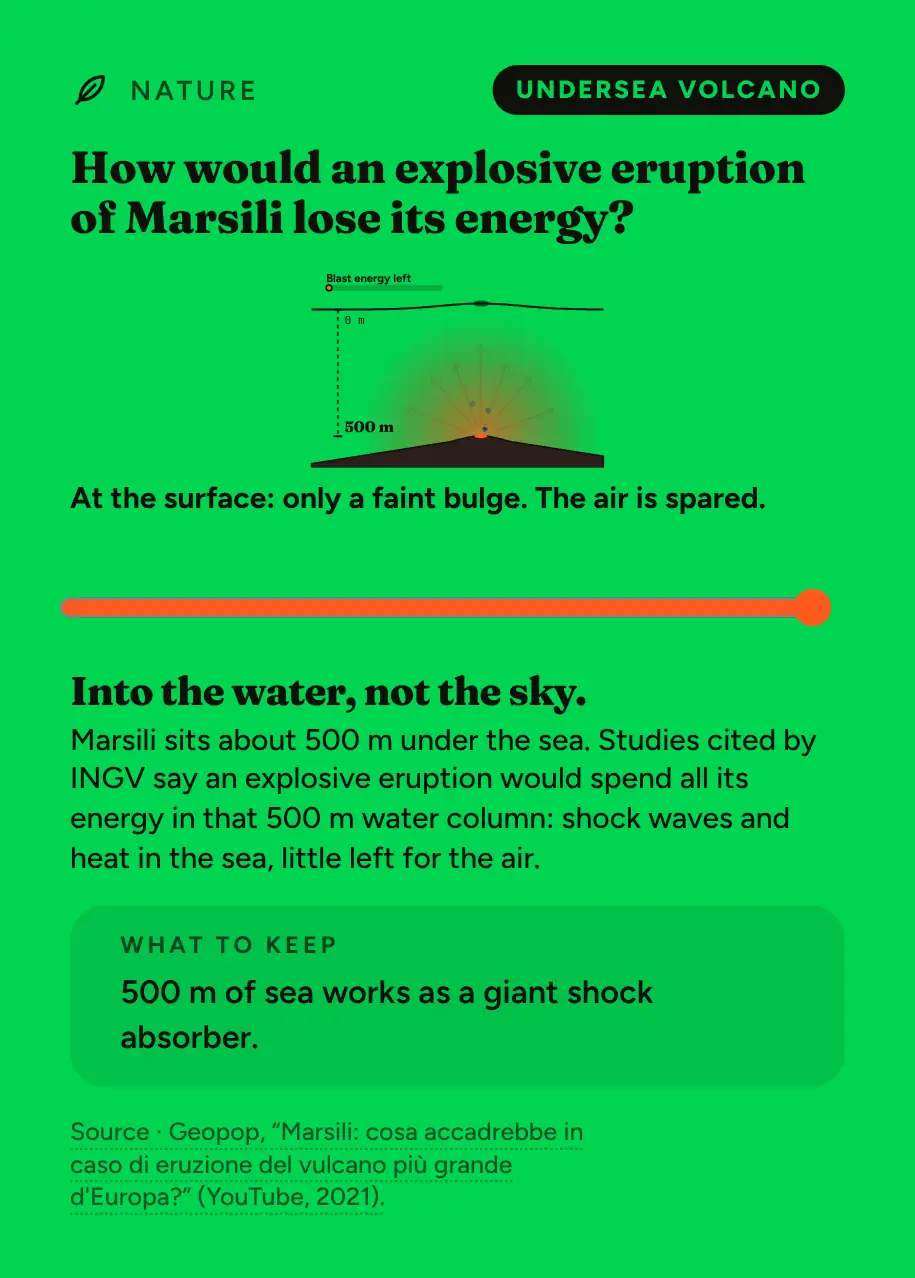 NATURE
UNDERSEA VOLCANO
How would an explosive eruption
of Marsili lose its energy?
Blast energy left
0 m
500 m
At the surface: only a faint bulge. The air is spared.
Into the water, not the sky.
Marsili sits about 500 m under the sea. Studies cited by
INGV say an explosive eruption would spend all its
energy in that 500 m water column: shock waves and
heat in the sea, little left for the air.
WHAT TO KEEP
500 m of sea works as a giant shock
absorber.
Source · Geopop, “Marsili: cosa accadrebbe in
caso di eruzione del vulcano più grande
d'Europa?” (YouTube, 2021).